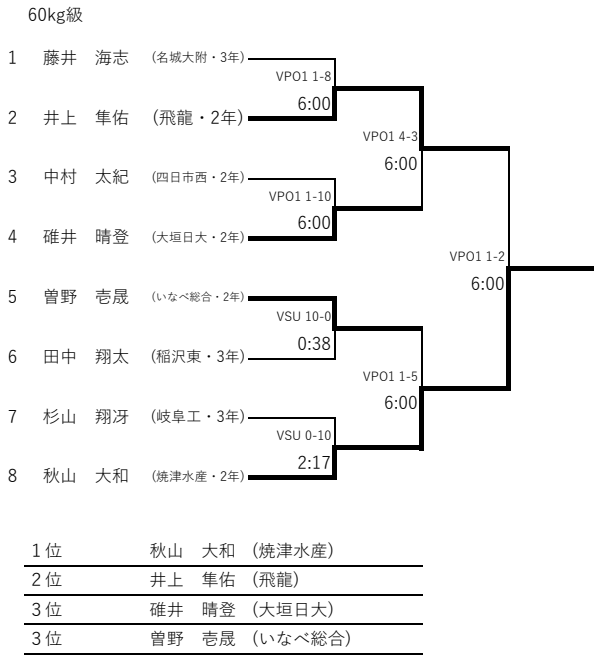 60kg級
1 藤井 海志 (名城大附・3年)
VPO1 1-8
6:00
2 井上 隼佑 (飛龍・2年)
VPO1 4-3
6:00
3 中村 太紀 (四日市西・2年)
VPO1 1-10
6:00
4 碓井 晴登 (大垣日大・2年)
VPO1 1-2
6:00
5 曽野 壱晟 (いなべ総合・2年)
VSU 10-0
0:38
6 田中 翔太 (稲沢東・3年)
VPO1 1-5
6:00
7 杉山 翔冴 (岐阜工・3年)
VSU 0-10
2:17
8 秋山 大和 (焼津水産・2年)
1位 秋山 大和 (焼津水産)
2位 井上 隼佑 (飛龍)
3位 碓井 晴登 (大垣日大)
3位 曽野 壱晟 (いなべ総合)